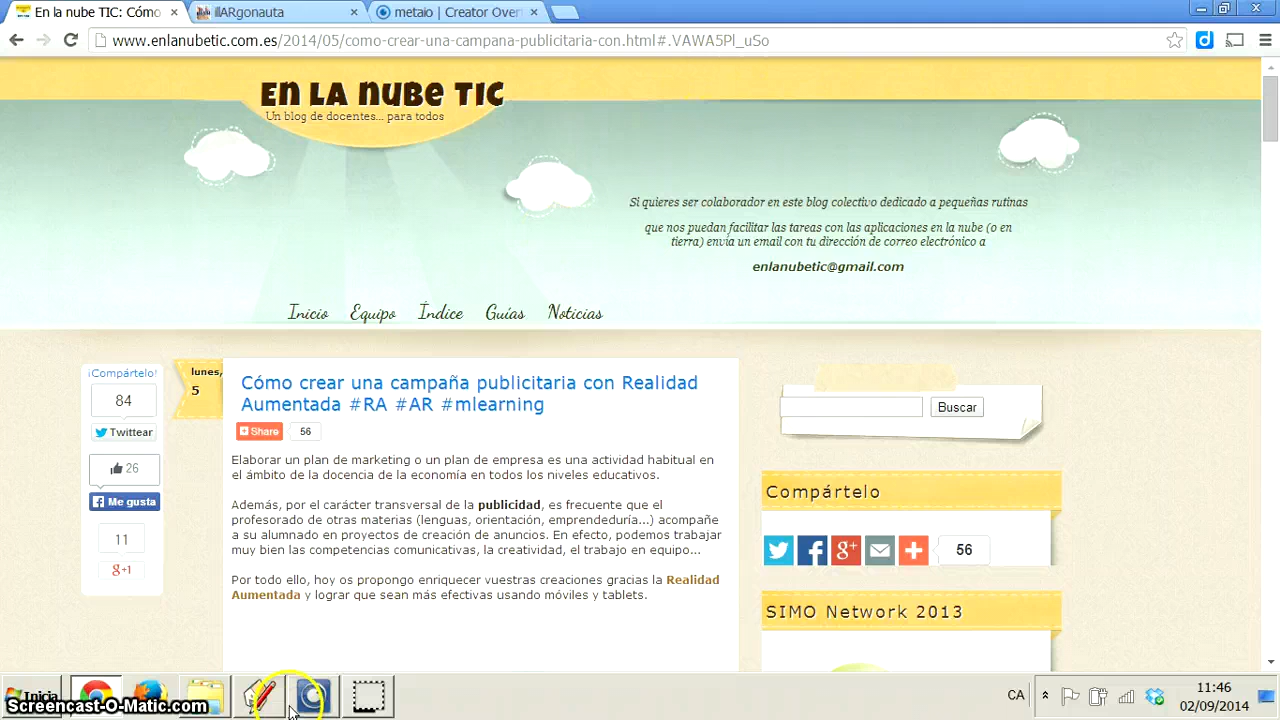 En la nube TIC: Cómo
llARgonauta
metaio | Creator Over
www.enlanubetic.com.es/2014/05/como-crear-una-campana-publicitaria-con.html#.VAWA5Pl_uSo
En la nube TIC
Un blog de docentes... para todos
Si quieres ser colaborador en este blog colectivo dedicado a pequeñas rutinas
que nos puedan facilitar las tareas con las aplicaciones en la nube (o en
tierra) envía un email con tu dirección de correo electrónico a
enlanubetic@gmail.com
Inicio Equipo Índice Guías Noticias
¡Compártelo!
84
Twittear
26
Me gusta
11
g+1
lunes,
5
Cómo crear una campaña publicitaria con Realidad
Aumentada #RA #AR #mlearning
Share 56
Elaborar un plan de marketing o un plan de empresa es una actividad habitual en
el ámbito de la docencia de la economía en todos los niveles educativos.
Además, por el carácter transversal de la publicidad, es frecuente que el
profesorado de otras materias (lenguas, orientación, emprendeduría...) acompañe
a su alumnado en proyectos de creación de anuncios. En efecto, podemos trabajar
muy bien las competencias comunicativas, la creatividad, el trabajo en equipo...
Por todo ello, hoy os propongo enriquecer vuestras creaciones gracias la Realidad
Aumentada y lograr que sean más efectivas usando móviles y tablets.
Buscar
Compártelo
56
SIMO Network 2013
Inicia
Screencast-O-Matic.com
CA
11:46
02/09/2014